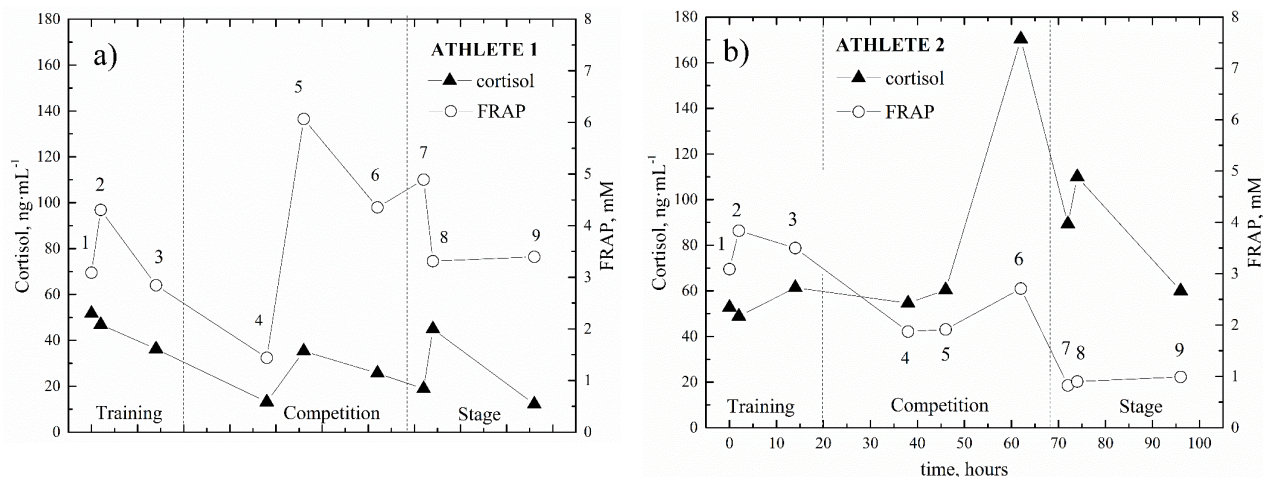 a)
ATHLETE 1
cortisol
FRAP
Cortisol, ng·mL⁻¹
180
160
140
120
100
80
60
40
20
0
1
2
3
4
5
6
7
8
9
Training
Competition
Stage
8
7
6
5
4
3
2
1
0
FRAP, mM
b)
ATHLETE 2
cortisol
FRAP
Cortisol, ng·mL⁻¹
180
160
140
120
100
80
60
40
20
0
1
2
3
4
5
6
7
8
9
Training
Competition
Stage
8
7
6
5
4
3
2
1
0
FRAP, mM
0 10 20 30 40 50 60 70 80 90 100
time, hours